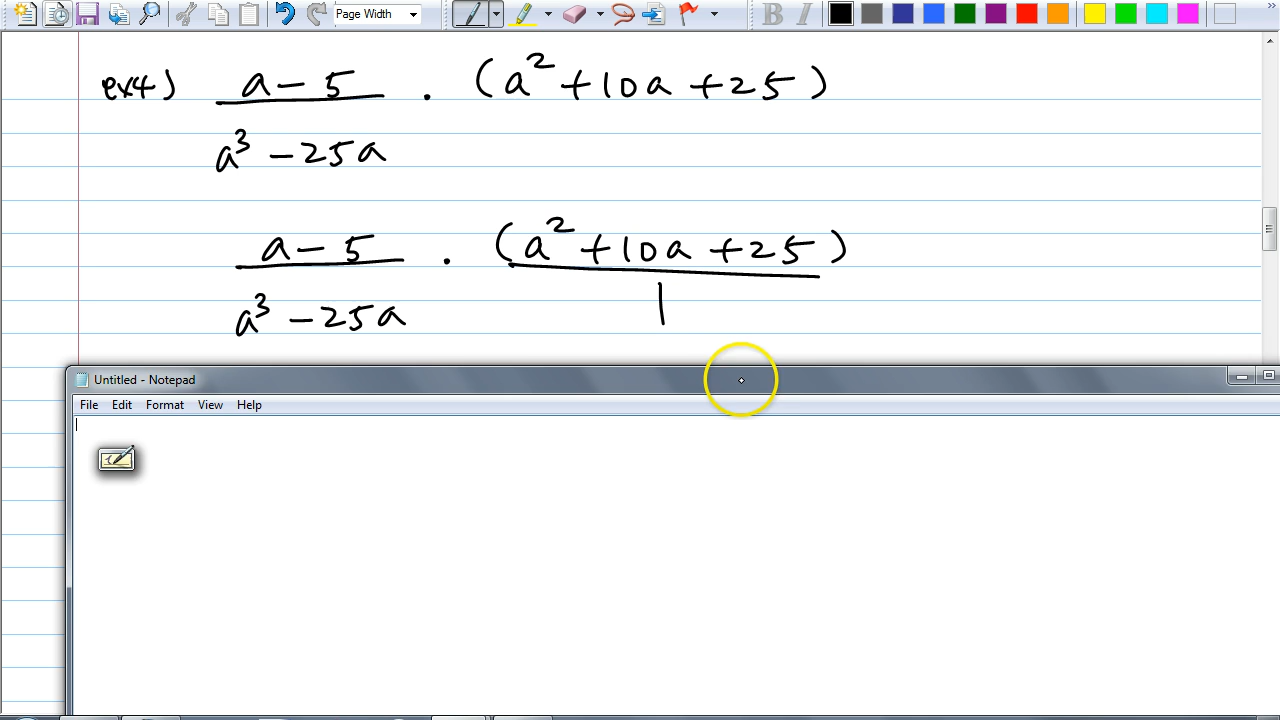 Page Width
B I
ex4) a - 5 / a³ - 25a · (a² + 10a + 25)
a - 5 / a³ - 25a · (a² + 10a + 25) / 1
Untitled - Notepad
File Edit Format View Help